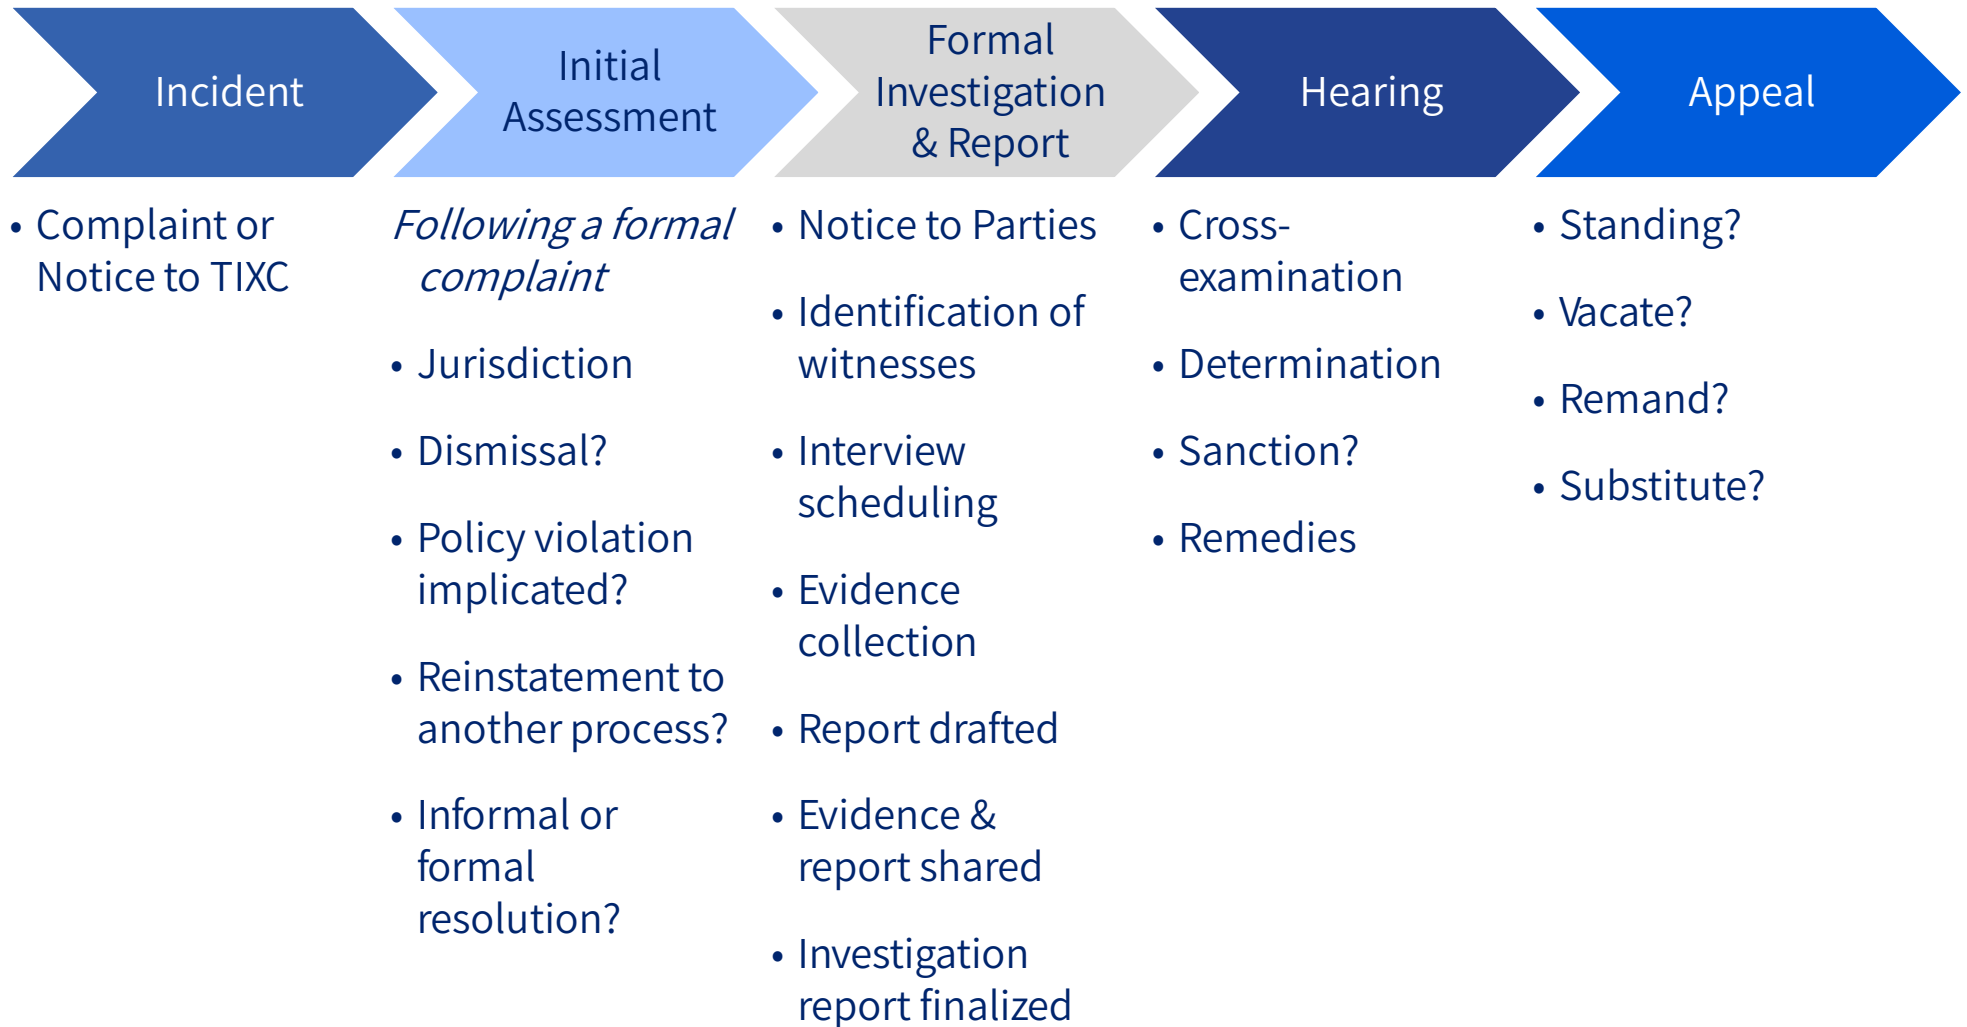 Incident
Initial
Assessment
Formal
Investigation
& Report
Hearing
Appeal
• Complaint or
Notice to TIXC
Following a formal
complaint
• Jurisdiction
• Dismissal?
• Policy violation
implicated?
• Reinstatement to
another process?
• Informal or
formal
resolution?
• Notice to Parties
• Identification of
witnesses
• Interview
scheduling
• Evidence
collection
• Report drafted
• Evidence &
report shared
• Investigation
report finalized
• Cross-
examination
• Determination
• Sanction?
• Remedies
• Standing?
• Vacate?
• Remand?
• Substitute?